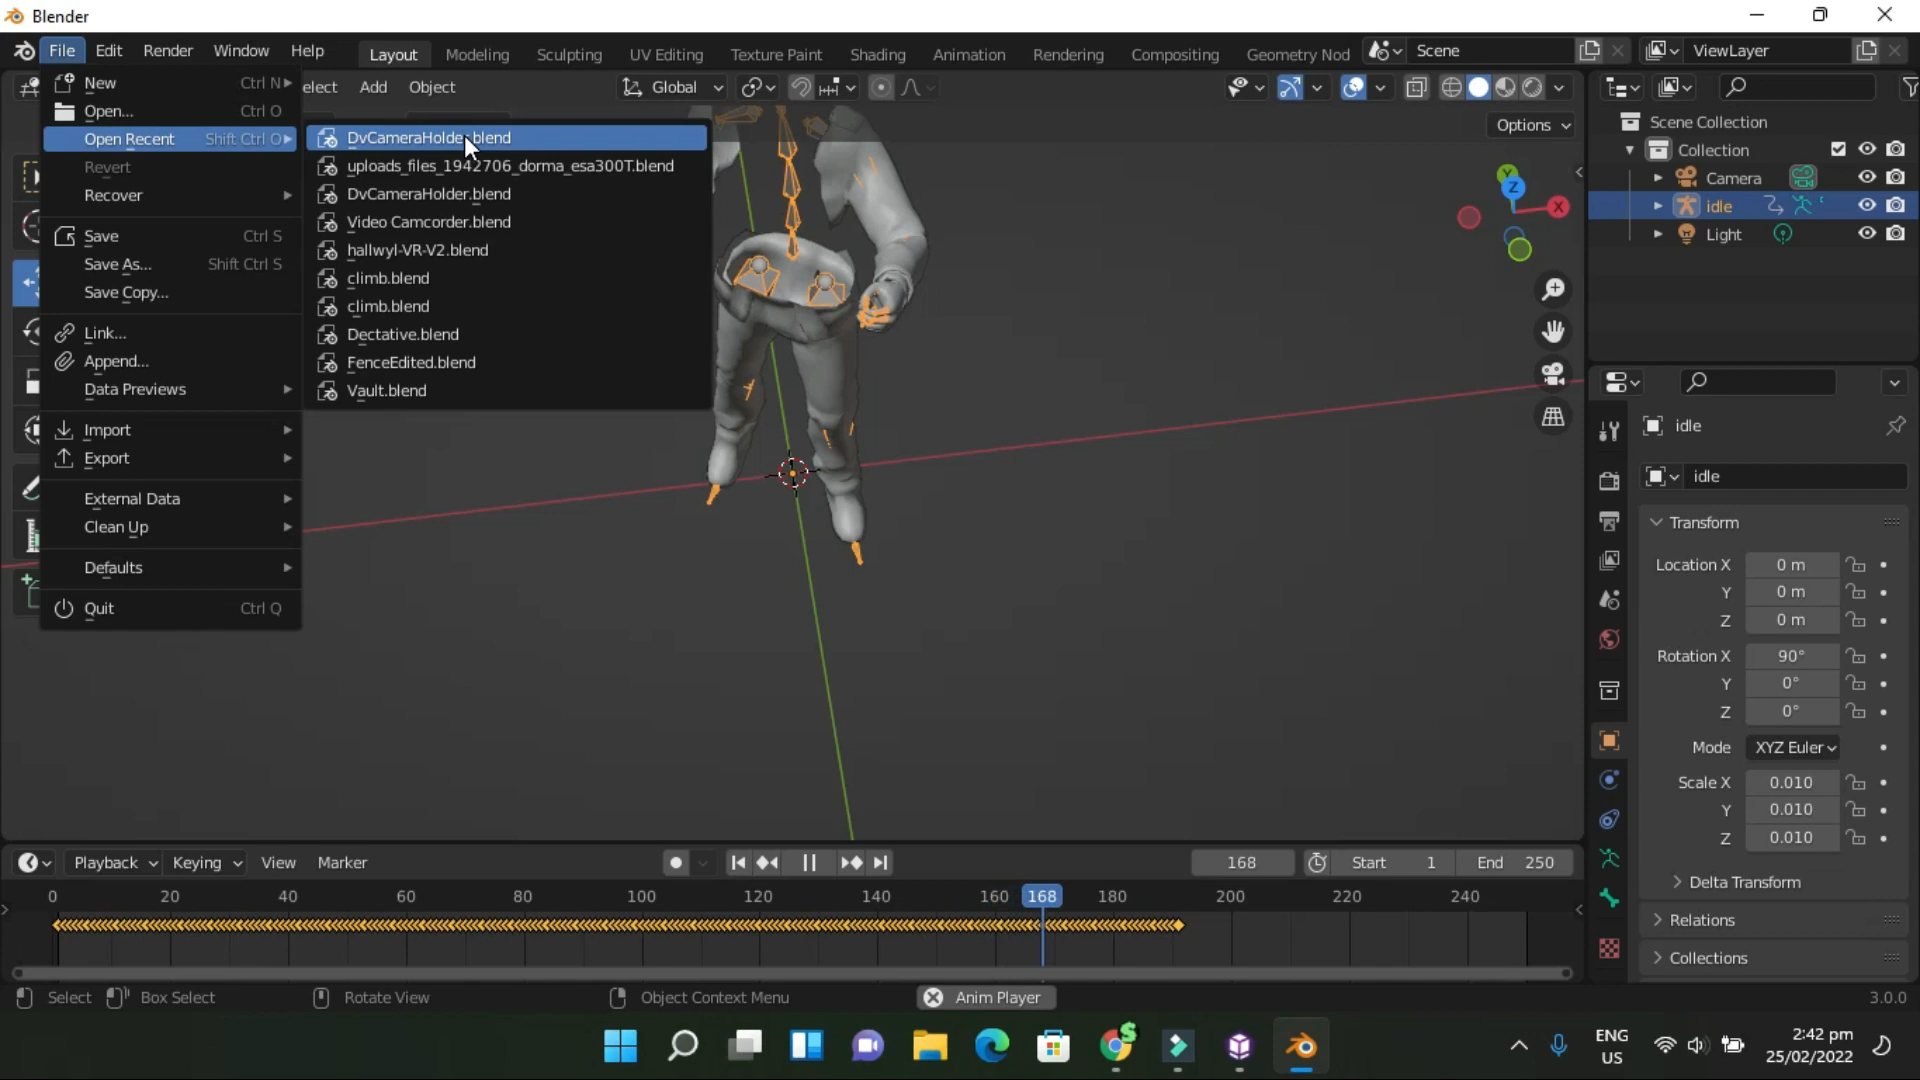 Blender
File Edit Render Window Help Layout Modeling Sculpting UV Editing Texture Paint Shading Animation Rendering Compositing Geometry Nod Scene ViewLayer
elect Add Object Global
Options
New Ctrl N
Open... Ctrl O
Open Recent Shift Ctrl O
Revert
Recover
Save Ctrl S
Save As... Shift Ctrl S
Save Copy...
Link...
Append...
Data Previews
Import
Export
External Data
Clean Up
Defaults
Quit Ctrl Q
DvCameraHolder.blend
uploads_files_1942706_dorma_esa300T.blend
DvCameraHolder.blend
Video Camcorder.blend
hallwyl-VR-V2.blend
climb.blend
climb.blend
Dectative.blend
FenceEdited.blend
Vault.blend
Y
Z
X
Scene Collection
Collection
Camera
idle
Light
idle
idle
Transform
Location X 0 m
Y 0 m
Z 0 m
Rotation X 90°
Y 0°
Z 0°
Mode XYZ Euler
Scale X 0.010
Y 0.010
Z 0.010
Delta Transform
Relations
Collections
Playback Keying View Marker 168 Start 1 End 250
0 20 40 60 80 100 120 140 160 168 180 200 220 240
Select Box Select Rotate View Object Context Menu Anim Player 3.0.0
ENG
US
2:42 pm
25/02/2022